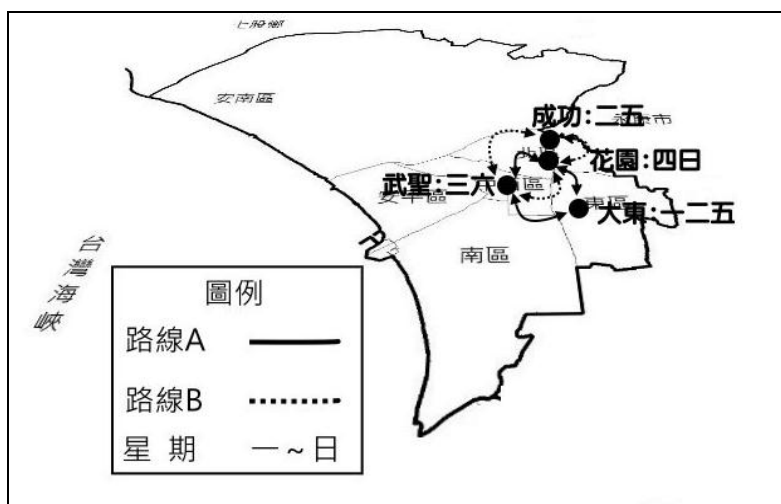 安南區
成功：二五
花園：四日
武聖：三六
安平區
大東：一二五
東區
南區
台灣海峽
圖例
路線A
路線B
星期 一~日